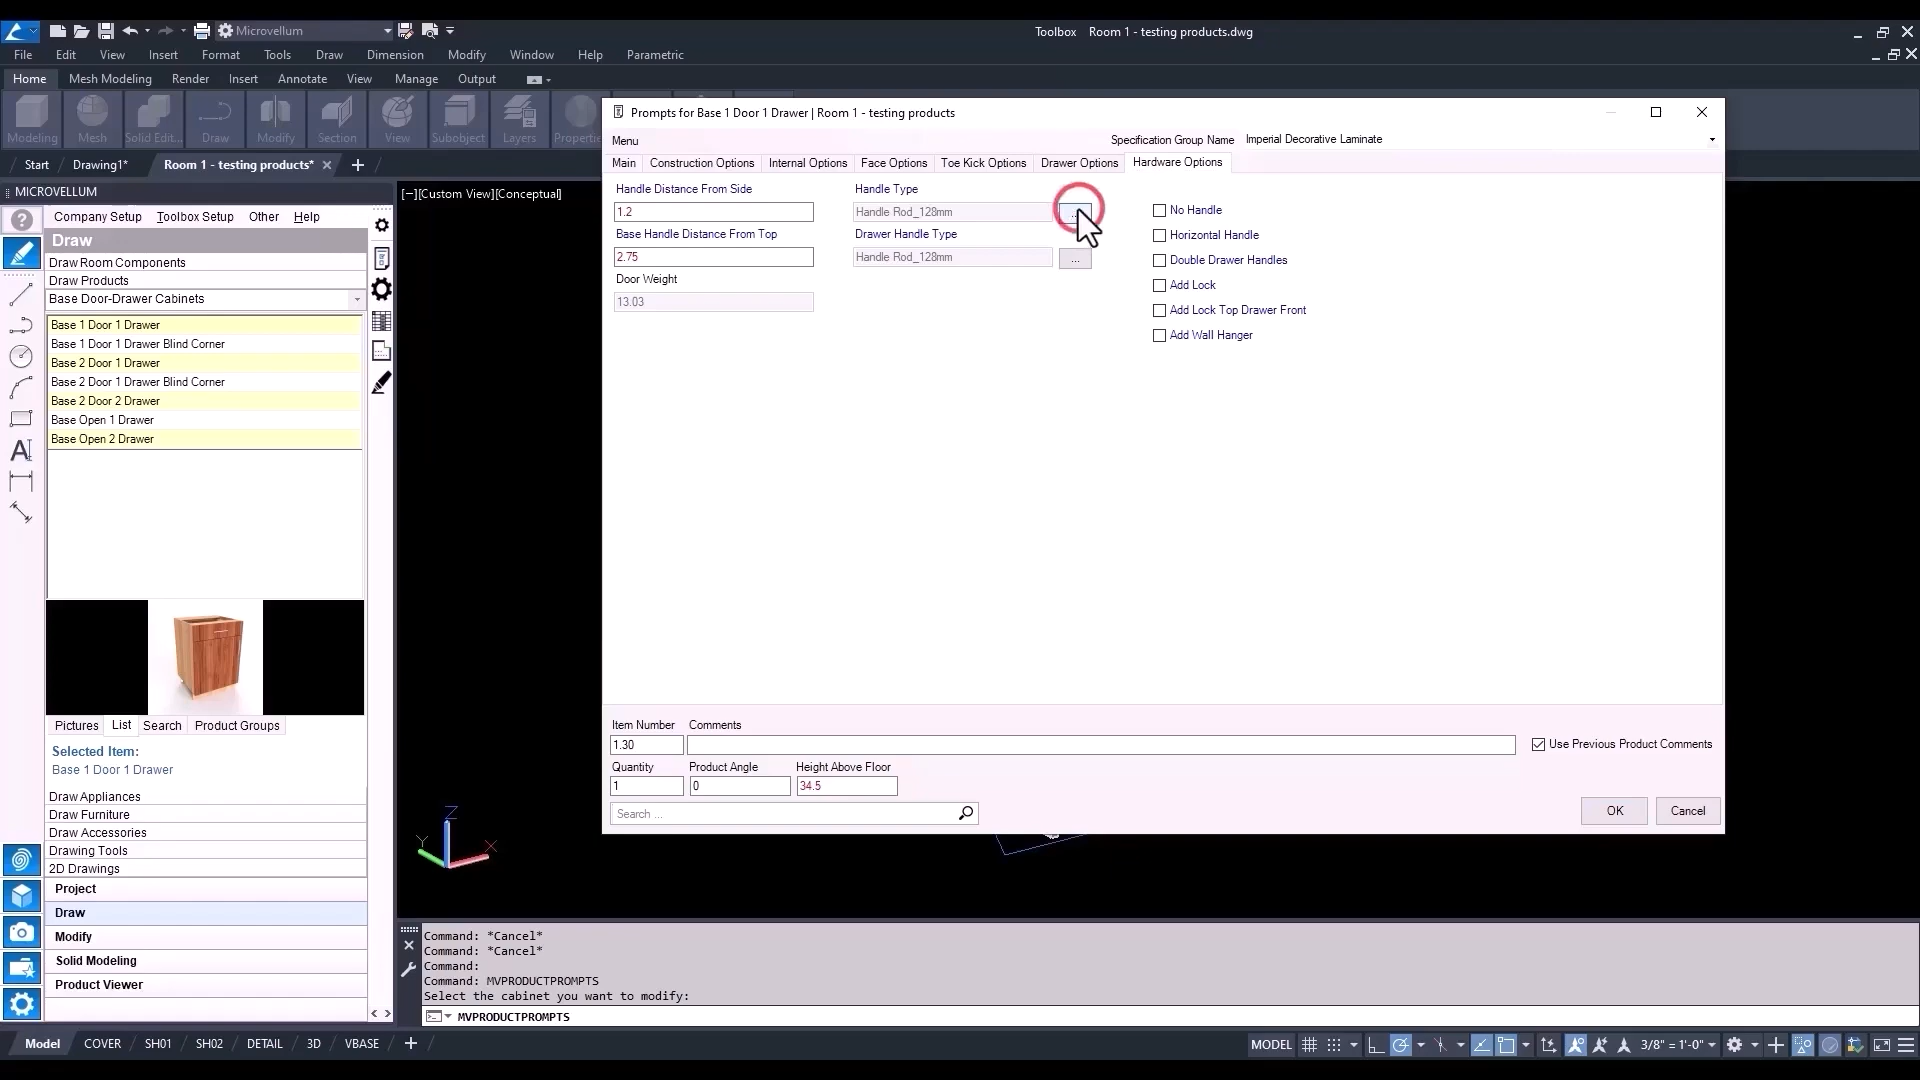 Microvellum
Toolbox Room 1 - testing products.dwg
File Edit View Insert Format Tools Draw Dimension Modify Window Help Parametric
Home Mesh Modeling Render Insert Annotate View Manage Output
Modeling Mesh Solid Edit... Draw Modify Section View Subobject Layers
Start Drawing1* Room 1 - testing products*
MICROVELLUM
Company Setup Toolbox Setup Other Help
Draw
Draw Room Components
Draw Products
Base Door-Drawer Cabinets
Base 1 Door 1 Drawer
Base 1 Door 1 Drawer Blind Corner
Base 2 Door 1 Drawer
Base 2 Door 1 Drawer Blind Corner
Base 2 Door 2 Drawer
Base Open 1 Drawer
Base Open 2 Drawer
Pictures List Search Product Groups
Selected Item:
Base 1 Door 1 Drawer
Draw Appliances
Draw Furniture
Draw Accessories
Drawing Tools
2D Drawings
Project
Draw
Modify
Solid Modeling
Product Viewer
[−][Custom View][Conceptual]
Z
Y
X
Prompts for Base 1 Door 1 Drawer | Room 1 - testing products
Menu
Specification Group Name Imperial Decorative Laminate
Main Construction Options Internal Options Face Options Toe Kick Options Drawer Options Hardware Options
Handle Distance From Side
1.2
Base Handle Distance From Top
2.75
Door Weight
13.03
Handle Type
Handle Rod_128mm
...
Drawer Handle Type
Handle Rod_128mm
...
No Handle
Horizontal Handle
Double Drawer Handles
Add Lock
Add Lock Top Drawer Front
Add Wall Hanger
Item Number Comments
1.30
Use Previous Product Comments
Quantity Product Angle Height Above Floor
1 0 34.5
Search ...
OK Cancel
Command: *Cancel*
Command: *Cancel*
Command:
Command: MVPRODUCTPROMPTS
Select the cabinet you want to modify:
MVPRODUCTPROMPTS
Model COVER SH01 SH02 DETAIL 3D VBASE
MODEL 3/8" = 1'-0"